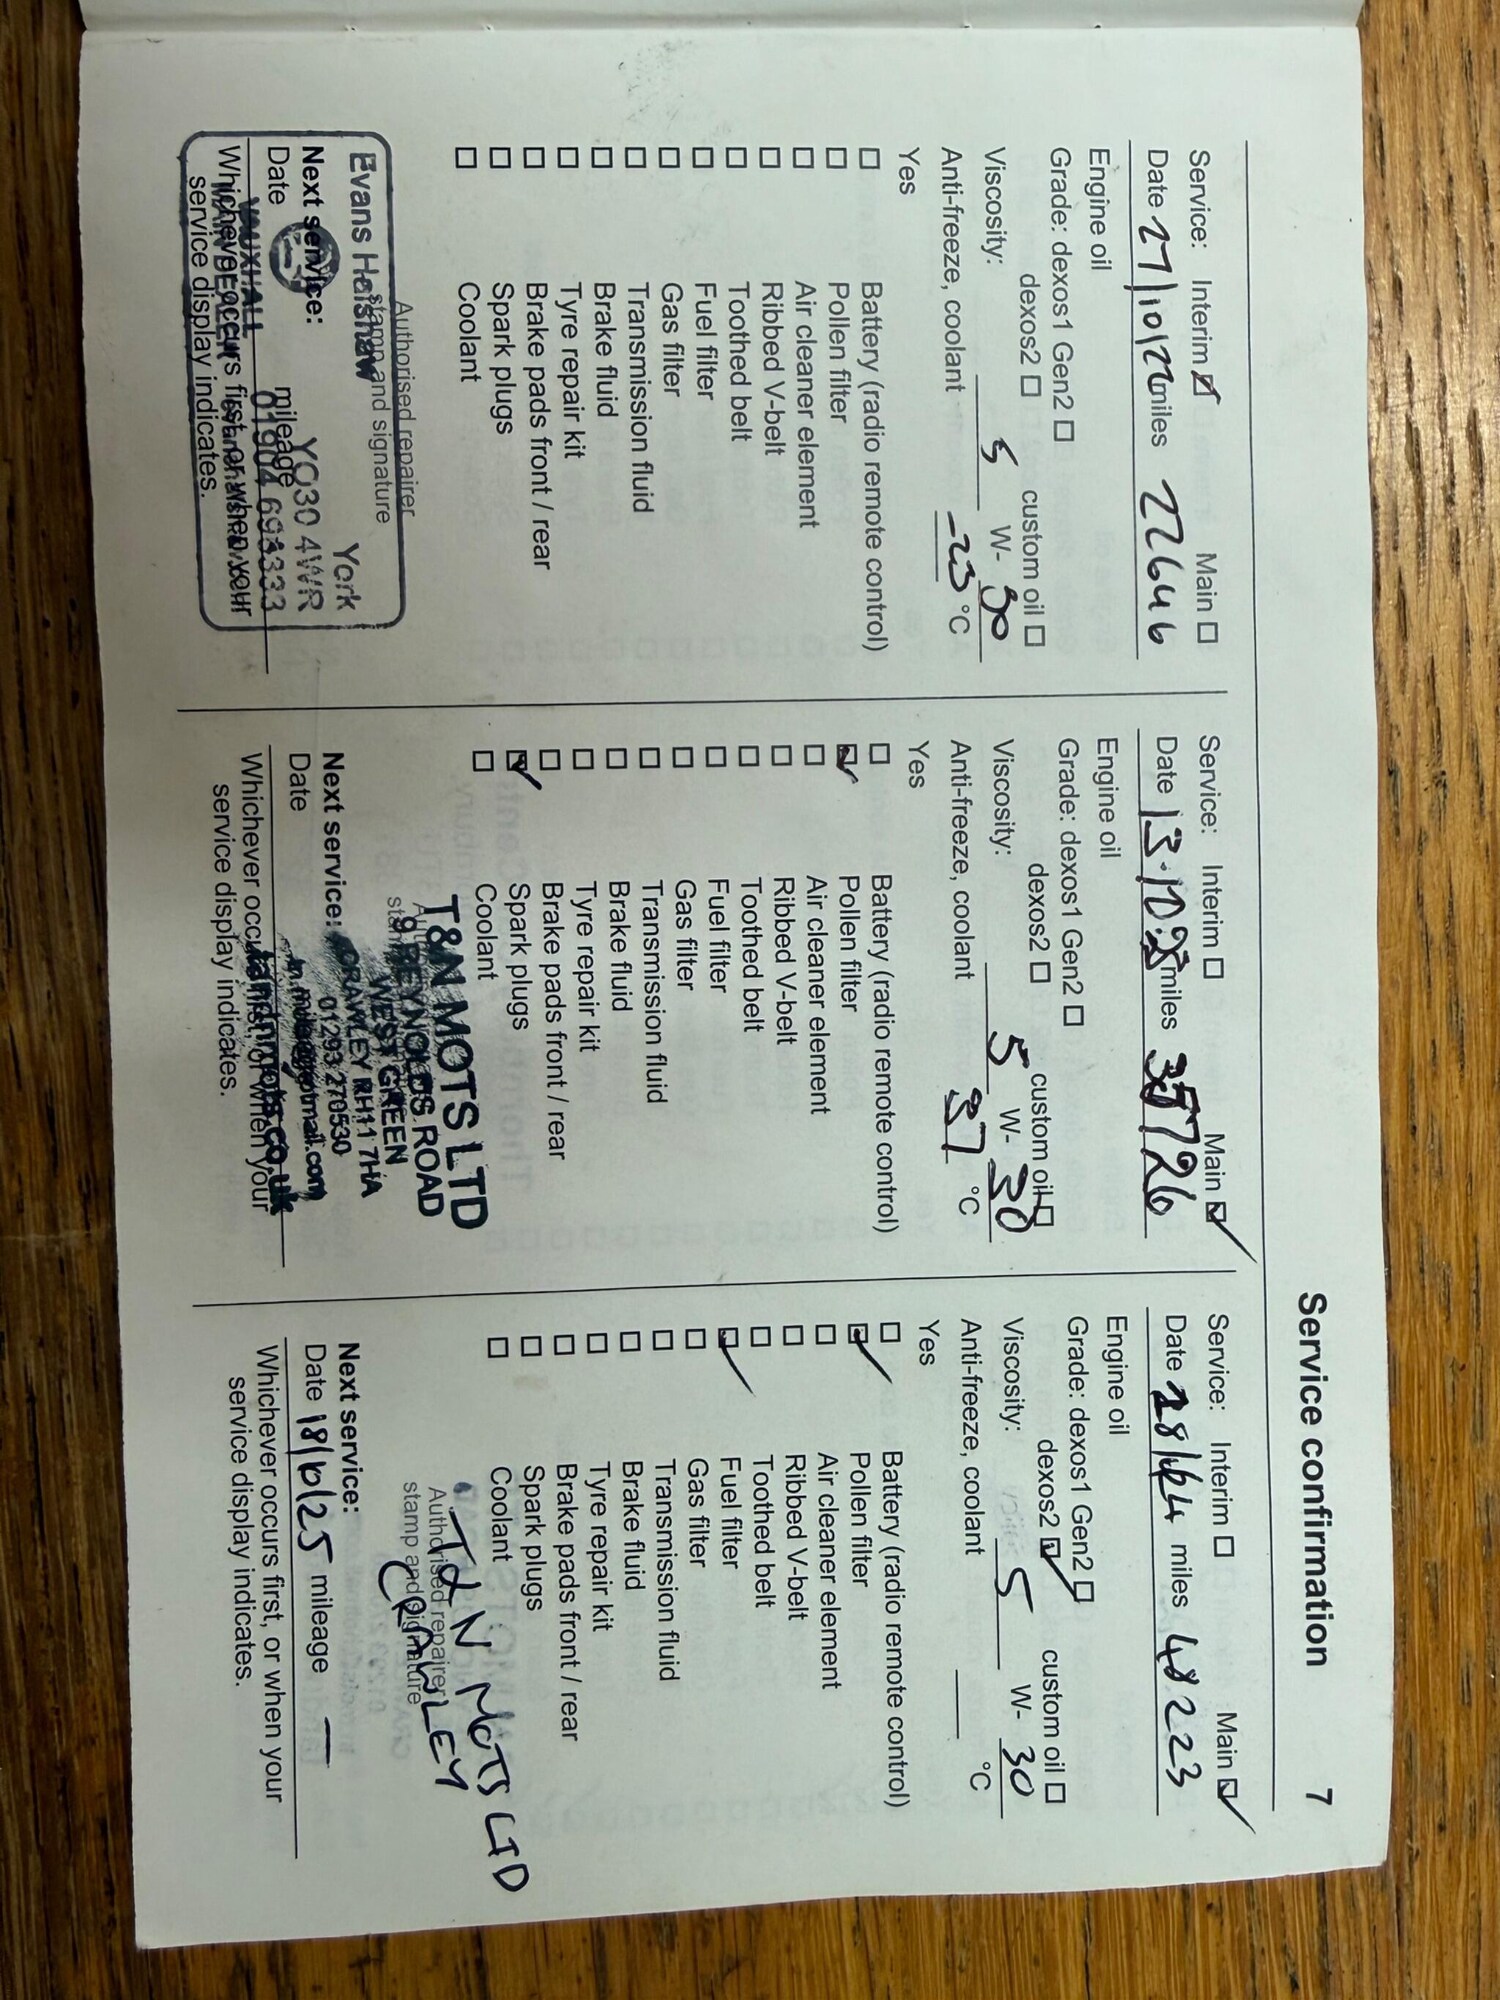 Service confirmation 7
Service: Interim ☑ Main ☐
Date 27/10/22 miles 22646
Engine oil
Grade: dexos1 Gen2 ☐
dexos2 ☐ custom oil ☐
Viscosity: 5 W- 30
Anti-freeze, coolant -23 °C
Yes
☐ Battery (radio remote control)
☐ Pollen filter
☐ Air cleaner element
☐ Ribbed V-belt
☐ Toothed belt
☐ Fuel filter
☐ Gas filter
☐ Transmission fluid
☐ Brake fluid
☐ Tyre repair kit
☐ Brake pads front / rear
☐ Spark plugs
☐ Coolant
Authorised repairer
stamp and signature
Evans Halshaw
York
YO30 4WR
01904 693333
VAUXHALL
MAIN DEALER
Next service:
Date mileage
Whichever occurs first, or when your
service display indicates.
Service: Interim ☐ Main ☑
Date 13.10.23 miles 35726
Engine oil
Grade: dexos1 Gen2 ☐
dexos2 ☐ custom oil ☐
Viscosity: 5 W- 30
Anti-freeze, coolant 37 °C
Yes
☐ Battery (radio remote control)
☑ Pollen filter
☐ Air cleaner element
☐ Ribbed V-belt
☐ Toothed belt
☐ Fuel filter
☐ Gas filter
☐ Transmission fluid
☐ Brake fluid
☐ Tyre repair kit
☐ Brake pads front / rear
☑ Spark plugs
☐ Coolant
T&N MOTS LTD
9 REYNOLDS ROAD
WEST GREEN
CRAWLEY RH11 7HA
01293 270530
tandnmots.co.uk
Next service:
Date
Whichever occurs first, or when your
service display indicates.
Service: Interim ☐ Main ☑
Date miles 48223
Engine oil
Grade: dexos1 Gen2 ☐
dexos2 ☑ custom oil ☐
Viscosity: 5 W- 30
Anti-freeze, coolant °C
Yes
☐ Battery (radio remote control)
☑ Pollen filter
☐ Air cleaner element
☐ Ribbed V-belt
☐ Toothed belt
☑ Fuel filter
☐ Gas filter
☐ Transmission fluid
☐ Brake fluid
☐ Tyre repair kit
☐ Brake pads front / rear
☐ Spark plugs
☐ Coolant
Authorised repairer
stamp and signature
T&N MOTS LTD
CRAWLEY
Next service:
Date 18/10/25 mileage —
Whichever occurs first, or when your
service display indicates.